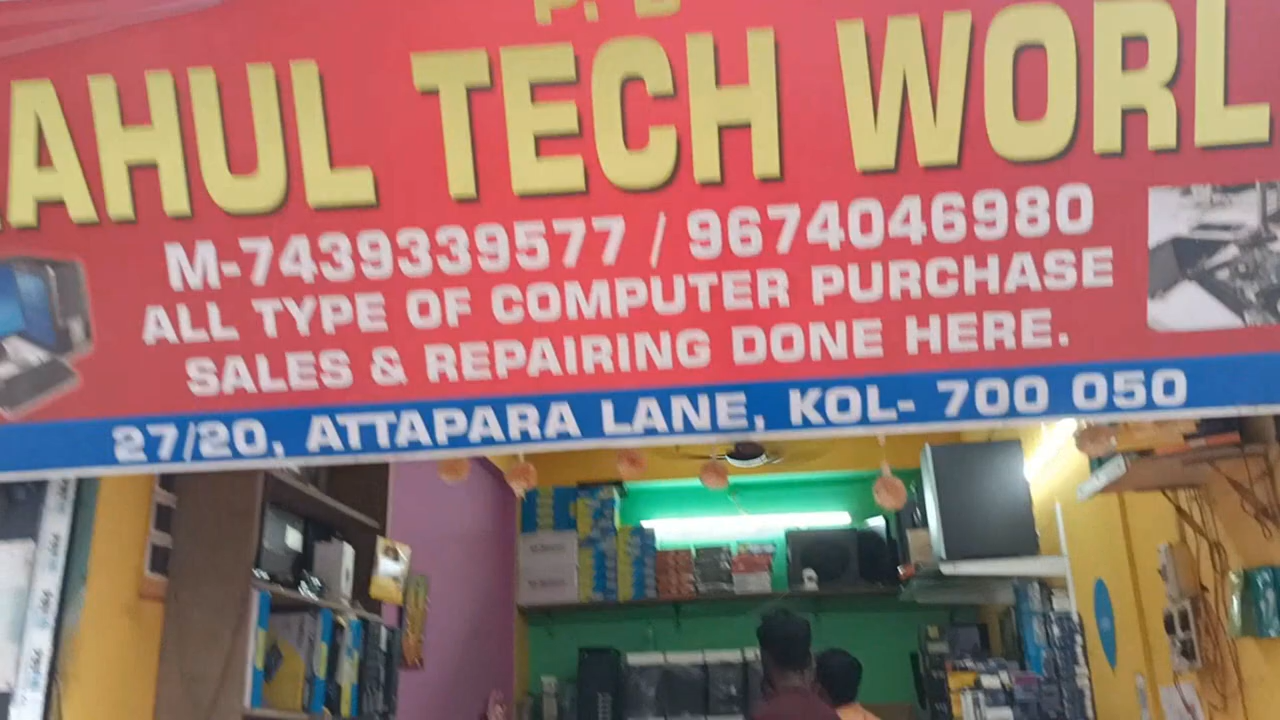 RAHUL TECH WORL
M-7439339577 / 9674046980
ALL TYPE OF COMPUTER PURCHASE
SALES & REPAIRING DONE HERE.
27/20, ATTAPARA LANE, KOL- 700 050